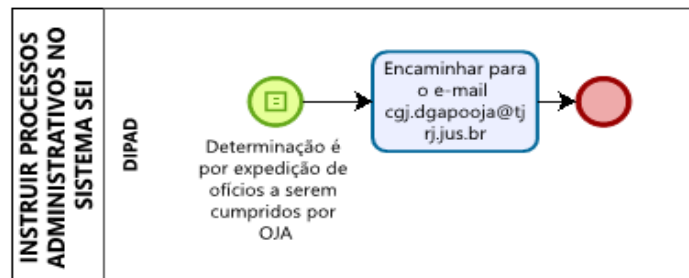 INSTRUIR PROCESSOS
ADMINISTRATIVOS NO
SISTEMA SEI
DIPAD
Determinação é
por expedição de
ofícios a serem
cumpridos por
OJA
Encaminhar para
o e-mail
cgj.dgapooja@tj
rj.jus.br